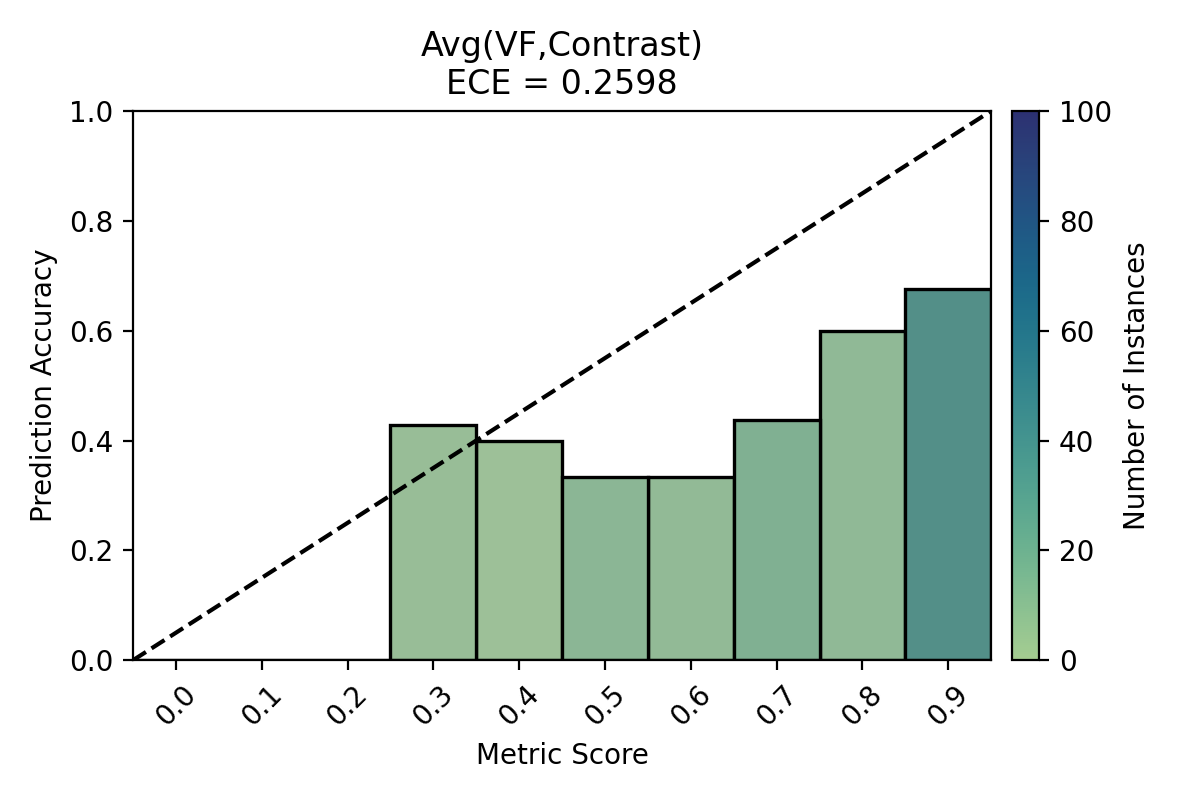 Avg(VF,Contrast)
ECE = 0.2598
1.0
0.8
0.6
0.4
0.2
0.0
Prediction Accuracy
0.0 0.1 0.2 0.3 0.4 0.5 0.6 0.7 0.8 0.9
Metric Score
100
80
60
40
20
0
Number of Instances